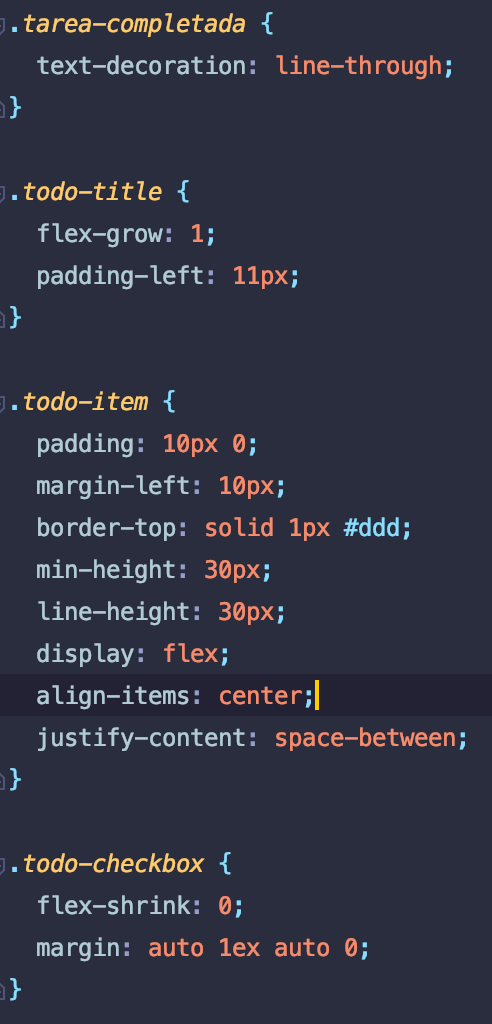 .tarea-completada {
  text-decoration: line-through;
}

.todo-title {
  flex-grow: 1;
  padding-left: 11px;
}

.todo-item {
  padding: 10px 0;
  margin-left: 10px;
  border-top: solid 1px #ddd;
  min-height: 30px;
  line-height: 30px;
  display: flex;
  align-items: center;
  justify-content: space-between;
}

.todo-checkbox {
  flex-shrink: 0;
  margin: auto 1ex auto 0;
}